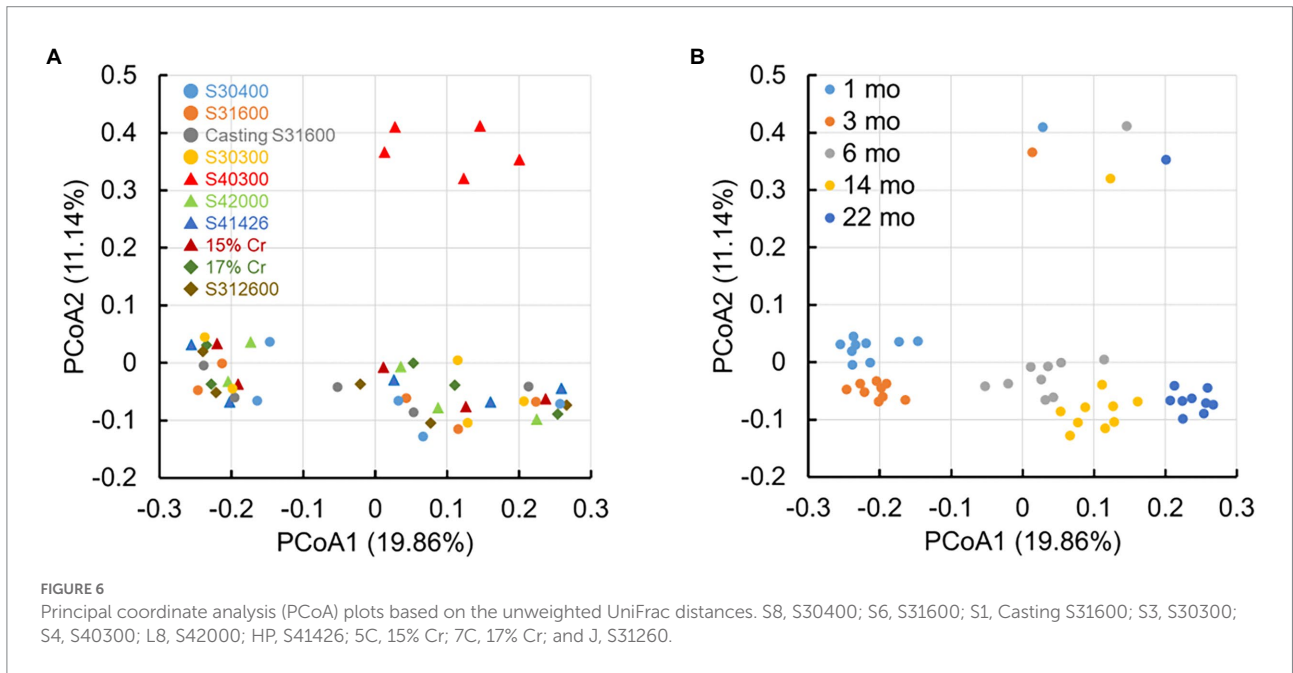 A
0.5
0.4
0.3
0.2
0.1
0
-0.1
-0.2
PCoA2 (11.14%)
S30400
S31600
Casting S31600
S30300
S40300
S42000
S41426
15% Cr
17% Cr
S312600
-0.3 -0.2 -0.1 0 0.1 0.2 0.3
PCoA1 (19.86%)
B
0.5
0.4
0.3
0.2
0.1
0
-0.1
-0.2
PCoA2 (11.14%)
1 mo
3 mo
6 mo
14 mo
22 mo
-0.3 -0.2 -0.1 0 0.1 0.2 0.3
PCoA1 (19.86%)
FIGURE 6
Principal coordinate analysis (PCoA) plots based on the unweighted UniFrac distances. S8, S30400; S6, S31600; S1, Casting S31600; S3, S30300;
S4, S40300; L8, S42000; HP, S41426; 5C, 15% Cr; 7C, 17% Cr; and J, S31260.